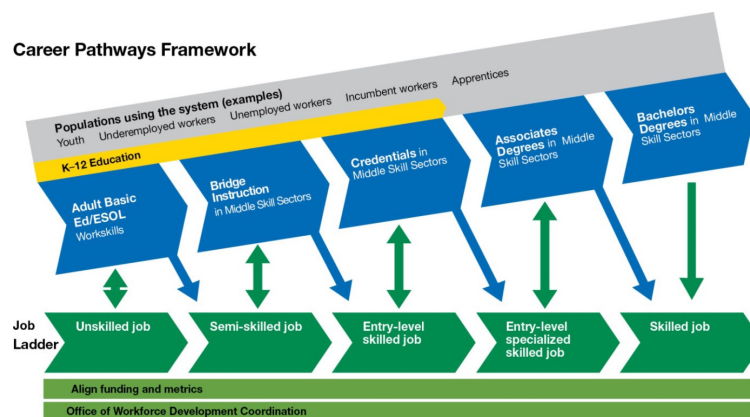 Career Pathways Framework
Populations using the system (examples)
Youth Underemployed workers Unemployed workers Incumbent workers Apprentices
K–12 Education
Adult Basic
Ed/ESOL
Workskills
Bridge
Instruction
in Middle Skill Sectors
Credentials in
Middle Skill Sectors
Associates
Degrees in Middle
Skill Sectors
Bachelors
Degrees in Middle
Skill Sectors
Job
Ladder
Unskilled job
Semi-skilled job
Entry-level
skilled job
Entry-level
specialized
skilled job
Skilled job
Align funding and metrics
Office of Workforce Development Coordination